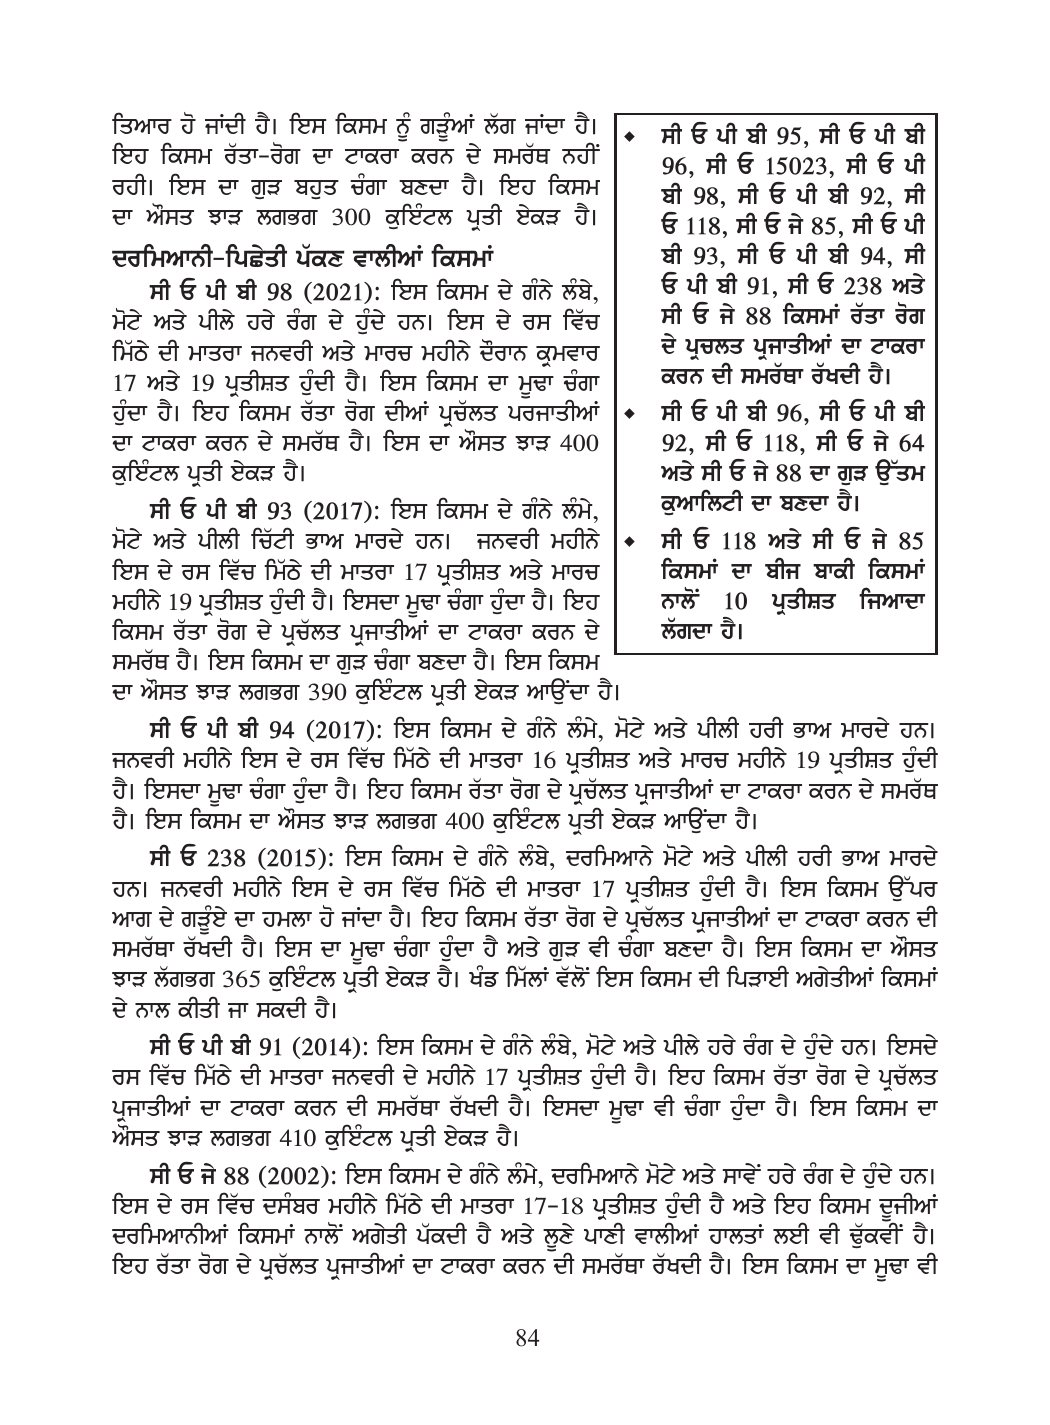 ਤਿਆਰ ਹੋ ਜਾਂਦੀ ਹੈ। ਇਸ ਕਿਸਮ ਨੂੰ ਗੜੂੰਆਂ ਲੱਗ ਜਾਂਦਾ ਹੈ।
ਇਹ ਕਿਸਮ ਰੱਤਾ-ਰੋਗ ਦਾ ਟਾਕਰਾ ਕਰਨ ਦੇ ਸਮਰੱਥ ਨਹੀਂ
ਰਹੀ। ਇਸ ਦਾ ਗੁੜ ਬਹੁਤ ਚੰਗਾ ਬਣਦਾ ਹੈ। ਇਹ ਕਿਸਮ
ਦਾ ਔਸਤ ਝਾੜ ਲਗਭਗ 300 ਕੁਇੰਟਲ ਪ੍ਰਤੀ ਏਕੜ ਹੈ।
ਦਰਮਿਆਨੀ-ਪਿਛੇਤੀ ਪੱਕਣ ਵਾਲੀਆਂ ਕਿਸਮਾਂ
ਸੀ ਓ ਪੀ ਬੀ 98 (2021): ਇਸ ਕਿਸਮ ਦੇ ਗੰਨੇ ਲੰਬੇ,
ਮੋਟੇ ਅਤੇ ਪੀਲੇ ਹਰੇ ਰੰਗ ਦੇ ਹੁੰਦੇ ਹਨ। ਇਸ ਦੇ ਰਸ ਵਿੱਚ
ਮਿੱਠੇ ਦੀ ਮਾਤਰਾ ਜਨਵਰੀ ਅਤੇ ਮਾਰਚ ਮਹੀਨੇ ਦੌਰਾਨ ਕ੍ਰਮਵਾਰ
17 ਅਤੇ 19 ਪ੍ਰਤੀਸ਼ਤ ਹੁੰਦੀ ਹੈ। ਇਸ ਕਿਸਮ ਦਾ ਮੂਢਾ ਚੰਗਾ
ਹੁੰਦਾ ਹੈ। ਇਹ ਕਿਸਮ ਰੱਤਾ ਰੋਗ ਦੀਆਂ ਪ੍ਰਚੱਲਤ ਪਰਜਾਤੀਆਂ
ਦਾ ਟਾਕਰਾ ਕਰਨ ਦੇ ਸਮਰੱਥ ਹੈ। ਇਸ ਦਾ ਔਸਤ ਝਾੜ 400
ਕੁਇੰਟਲ ਪ੍ਰਤੀ ਏਕੜ ਹੈ।
ਸੀ ਓ ਪੀ ਬੀ 93 (2017): ਇਸ ਕਿਸਮ ਦੇ ਗੰਨੇ ਲੰਮੇ,
ਮੋਟੇ ਅਤੇ ਪੀਲੀ ਚਿੱਟੀ ਭਾਅ ਮਾਰਦੇ ਹਨ। ਜਨਵਰੀ ਮਹੀਨੇ
ਇਸ ਦੇ ਰਸ ਵਿੱਚ ਮਿੱਠੇ ਦੀ ਮਾਤਰਾ 17 ਪ੍ਰਤੀਸ਼ਤ ਅਤੇ ਮਾਰਚ
ਮਹੀਨੇ 19 ਪ੍ਰਤੀਸ਼ਤ ਹੁੰਦੀ ਹੈ। ਇਸਦਾ ਮੂਢਾ ਚੰਗਾ ਹੁੰਦਾ ਹੈ। ਇਹ
ਕਿਸਮ ਰੱਤਾ ਰੋਗ ਦੇ ਪ੍ਰਚੱਲਤ ਪ੍ਰਜਾਤੀਆਂ ਦਾ ਟਾਕਰਾ ਕਰਨ ਦੇ
ਸਮਰੱਥ ਹੈ। ਇਸ ਕਿਸਮ ਦਾ ਗੁੜ ਚੰਗਾ ਬਣਦਾ ਹੈ। ਇਸ ਕਿਸਮ
ਦਾ ਔਸਤ ਝਾੜ ਲਗਭਗ 390 ਕੁਇੰਟਲ ਪ੍ਰਤੀ ਏਕੜ ਆਉਂਦਾ ਹੈ।
◆ ਸੀ ਓ ਪੀ ਬੀ 95, ਸੀ ਓ ਪੀ ਬੀ
96, ਸੀ ਓ 15023, ਸੀ ਓ ਪੀ
ਬੀ 98, ਸੀ ਓ ਪੀ ਬੀ 92, ਸੀ
ਓ 118, ਸੀ ਓ ਜੇ 85, ਸੀ ਓ ਪੀ
ਬੀ 93, ਸੀ ਓ ਪੀ ਬੀ 94, ਸੀ
ਓ ਪੀ ਬੀ 91, ਸੀ ਓ 238 ਅਤੇ
ਸੀ ਓ ਜੇ 88 ਕਿਸਮਾਂ ਰੱਤਾ ਰੋਗ
ਦੇ ਪ੍ਰਚਲਤ ਪ੍ਰਜਾਤੀਆਂ ਦਾ ਟਾਕਰਾ
ਕਰਨ ਦੀ ਸਮਰੱਥਾ ਰੱਖਦੀ ਹੈ।
◆ ਸੀ ਓ ਪੀ ਬੀ 96, ਸੀ ਓ ਪੀ ਬੀ
92, ਸੀ ਓ 118, ਸੀ ਓ ਜੇ 64
ਅਤੇ ਸੀ ਓ ਜੇ 88 ਦਾ ਗੁੜ ਉੱਤਮ
ਕੁਆਲਿਟੀ ਦਾ ਬਣਦਾ ਹੈ।
◆ ਸੀ ਓ 118 ਅਤੇ ਸੀ ਓ ਜੇ 85
ਕਿਸਮਾਂ ਦਾ ਬੀਜ ਬਾਕੀ ਕਿਸਮਾਂ
ਨਾਲੋਂ 10 ਪ੍ਰਤੀਸ਼ਤ ਜਿਆਦਾ
ਲੱਗਦਾ ਹੈ।
ਸੀ ਓ ਪੀ ਬੀ 94 (2017): ਇਸ ਕਿਸਮ ਦੇ ਗੰਨੇ ਲੰਮੇ, ਮੋਟੇ ਅਤੇ ਪੀਲੀ ਹਰੀ ਭਾਅ ਮਾਰਦੇ ਹਨ।
ਜਨਵਰੀ ਮਹੀਨੇ ਇਸ ਦੇ ਰਸ ਵਿੱਚ ਮਿੱਠੇ ਦੀ ਮਾਤਰਾ 16 ਪ੍ਰਤੀਸ਼ਤ ਅਤੇ ਮਾਰਚ ਮਹੀਨੇ 19 ਪ੍ਰਤੀਸ਼ਤ ਹੁੰਦੀ
ਹੈ। ਇਸਦਾ ਮੂਢਾ ਚੰਗਾ ਹੁੰਦਾ ਹੈ। ਇਹ ਕਿਸਮ ਰੱਤਾ ਰੋਗ ਦੇ ਪ੍ਰਚੱਲਤ ਪ੍ਰਜਾਤੀਆਂ ਦਾ ਟਾਕਰਾ ਕਰਨ ਦੇ ਸਮਰੱਥ
ਹੈ। ਇਸ ਕਿਸਮ ਦਾ ਔਸਤ ਝਾੜ ਲਗਭਗ 400 ਕੁਇੰਟਲ ਪ੍ਰਤੀ ਏਕੜ ਆਉਂਦਾ ਹੈ।
ਸੀ ਓ 238 (2015): ਇਸ ਕਿਸਮ ਦੇ ਗੰਨੇ ਲੰਬੇ, ਦਰਮਿਆਨੇ ਮੋਟੇ ਅਤੇ ਪੀਲੀ ਹਰੀ ਭਾਅ ਮਾਰਦੇ
ਹਨ। ਜਨਵਰੀ ਮਹੀਨੇ ਇਸ ਦੇ ਰਸ ਵਿੱਚ ਮਿੱਠੇ ਦੀ ਮਾਤਰਾ 17 ਪ੍ਰਤੀਸ਼ਤ ਹੁੰਦੀ ਹੈ। ਇਸ ਕਿਸਮ ਉੱਪਰ
ਆਗ ਦੇ ਗੜੂੰਏ ਦਾ ਹਮਲਾ ਹੋ ਜਾਂਦਾ ਹੈ। ਇਹ ਕਿਸਮ ਰੱਤਾ ਰੋਗ ਦੇ ਪ੍ਰਚੱਲਤ ਪ੍ਰਜਾਤੀਆਂ ਦਾ ਟਾਕਰਾ ਕਰਨ ਦੀ
ਸਮਰੱਥਾ ਰੱਖਦੀ ਹੈ। ਇਸ ਦਾ ਮੂਢਾ ਚੰਗਾ ਹੁੰਦਾ ਹੈ ਅਤੇ ਗੁੜ ਵੀ ਚੰਗਾ ਬਣਦਾ ਹੈ। ਇਸ ਕਿਸਮ ਦਾ ਔਸਤ
ਝਾੜ ਲੱਗਭਗ 365 ਕੁਇੰਟਲ ਪ੍ਰਤੀ ਏਕੜ ਹੈ। ਖੰਡ ਮਿੱਲਾਂ ਵੱਲੋਂ ਇਸ ਕਿਸਮ ਦੀ ਪਿੜਾਈ ਅਗੇਤੀਆਂ ਕਿਸਮਾਂ
ਦੇ ਨਾਲ ਕੀਤੀ ਜਾ ਸਕਦੀ ਹੈ।
ਸੀ ਓ ਪੀ ਬੀ 91 (2014): ਇਸ ਕਿਸਮ ਦੇ ਗੰਨੇ ਲੰਬੇ, ਮੋਟੇ ਅਤੇ ਪੀਲੇ ਹਰੇ ਰੰਗ ਦੇ ਹੁੰਦੇ ਹਨ। ਇਸਦੇ
ਰਸ ਵਿੱਚ ਮਿੱਠੇ ਦੀ ਮਾਤਰਾ ਜਨਵਰੀ ਦੇ ਮਹੀਨੇ 17 ਪ੍ਰਤੀਸ਼ਤ ਹੁੰਦੀ ਹੈ। ਇਹ ਕਿਸਮ ਰੱਤਾ ਰੋਗ ਦੇ ਪ੍ਰਚੱਲਤ
ਪ੍ਰਜਾਤੀਆਂ ਦਾ ਟਾਕਰਾ ਕਰਨ ਦੀ ਸਮਰੱਥਾ ਰੱਖਦੀ ਹੈ। ਇਸਦਾ ਮੂਢਾ ਵੀ ਚੰਗਾ ਹੁੰਦਾ ਹੈ। ਇਸ ਕਿਸਮ ਦਾ
ਔਸਤ ਝਾੜ ਲਗਭਗ 410 ਕੁਇੰਟਲ ਪ੍ਰਤੀ ਏਕੜ ਹੈ।
ਸੀ ਓ ਜੇ 88 (2002): ਇਸ ਕਿਸਮ ਦੇ ਗੰਨੇ ਲੰਮੇ, ਦਰਮਿਆਨੇ ਮੋਟੇ ਅਤੇ ਸਾਵੇਂ ਹਰੇ ਰੰਗ ਦੇ ਹੁੰਦੇ ਹਨ।
ਇਸ ਦੇ ਰਸ ਵਿੱਚ ਦਸੰਬਰ ਮਹੀਨੇ ਮਿੱਠੇ ਦੀ ਮਾਤਰਾ 17-18 ਪ੍ਰਤੀਸ਼ਤ ਹੁੰਦੀ ਹੈ ਅਤੇ ਇਹ ਕਿਸਮ ਦੂਜੀਆਂ
ਦਰਮਿਆਨੀਆਂ ਕਿਸਮਾਂ ਨਾਲੋਂ ਅਗੇਤੀ ਪੱਕਦੀ ਹੈ ਅਤੇ ਲੂਣੇ ਪਾਣੀ ਵਾਲੀਆਂ ਹਾਲਤਾਂ ਲਈ ਵੀ ਢੁੱਕਵੀਂ ਹੈ।
ਇਹ ਰੱਤਾ ਰੋਗ ਦੇ ਪ੍ਰਚੱਲਤ ਪ੍ਰਜਾਤੀਆਂ ਦਾ ਟਾਕਰਾ ਕਰਨ ਦੀ ਸਮਰੱਥਾ ਰੱਖਦੀ ਹੈ। ਇਸ ਕਿਸਮ ਦਾ ਮੂਢਾ ਵੀ
84